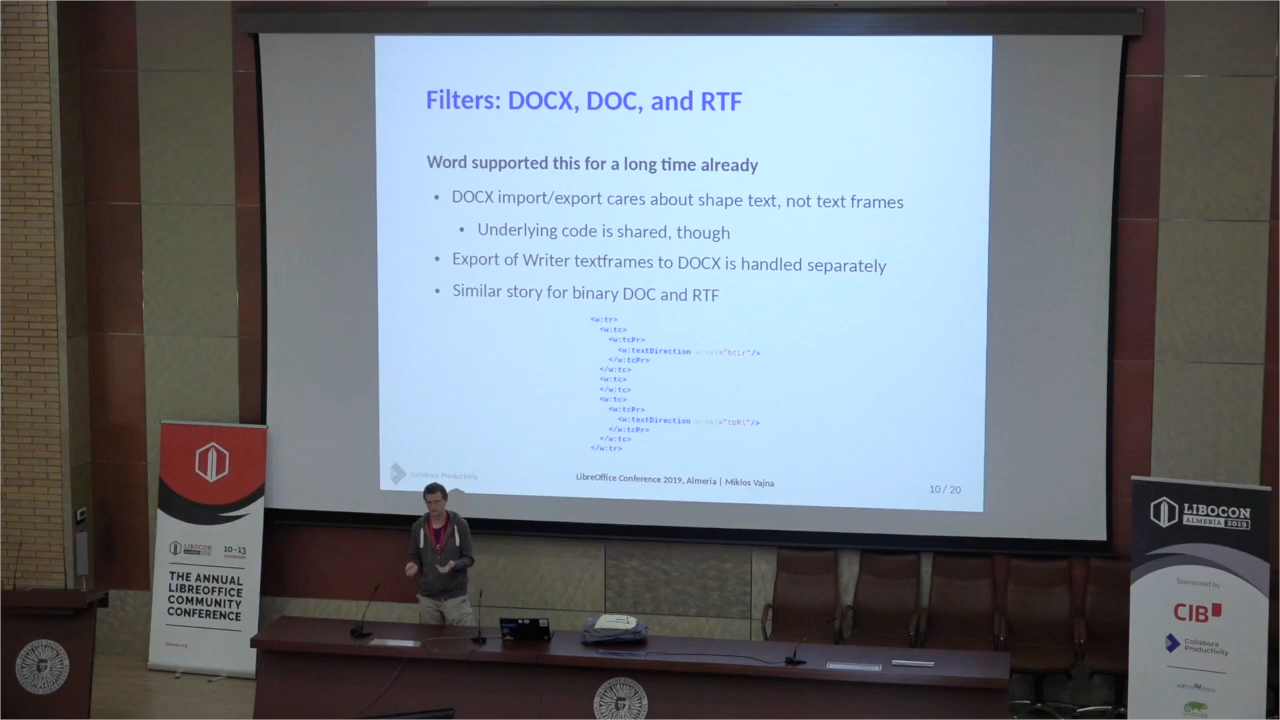 Filters: DOCX, DOC, and RTF
Word supported this for a long time already
• DOCX import/export cares about shape text, not text frames
• Underlying code is shared, though
• Export of Writer textframes to DOCX is handled separately
• Similar story for binary DOC and RTF
<w:tr>
<w:tc>
<w:tcPr>
<w:textDirection w:val="btLr"/>
</w:tcPr>
</w:tc>
<w:tc>
</w:tc>
<w:tc>
<w:tcPr>
<w:textDirection w:val="tbRl"/>
</w:tcPr>
</w:tc>
</w:tr>
Collabora Productivity
LibreOffice Conference 2019, Almeria | Miklos Vajna
10 / 20
LIBOCON
10-13
THE ANNUAL
LIBREOFFICE
COMMUNITY
CONFERENCE
LIBOCON
ALMERÍA 2019
Sponsored by
CIB
Collabora
Productivity